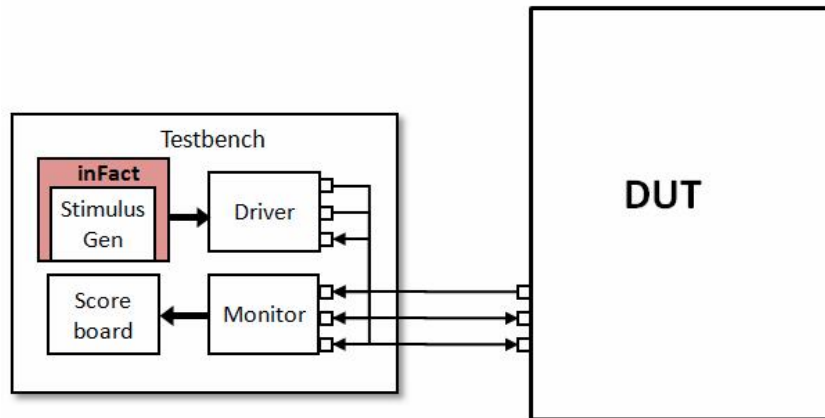 Testbench
inFact
Stimulus
Gen
Driver
Score
board
Monitor
DUT